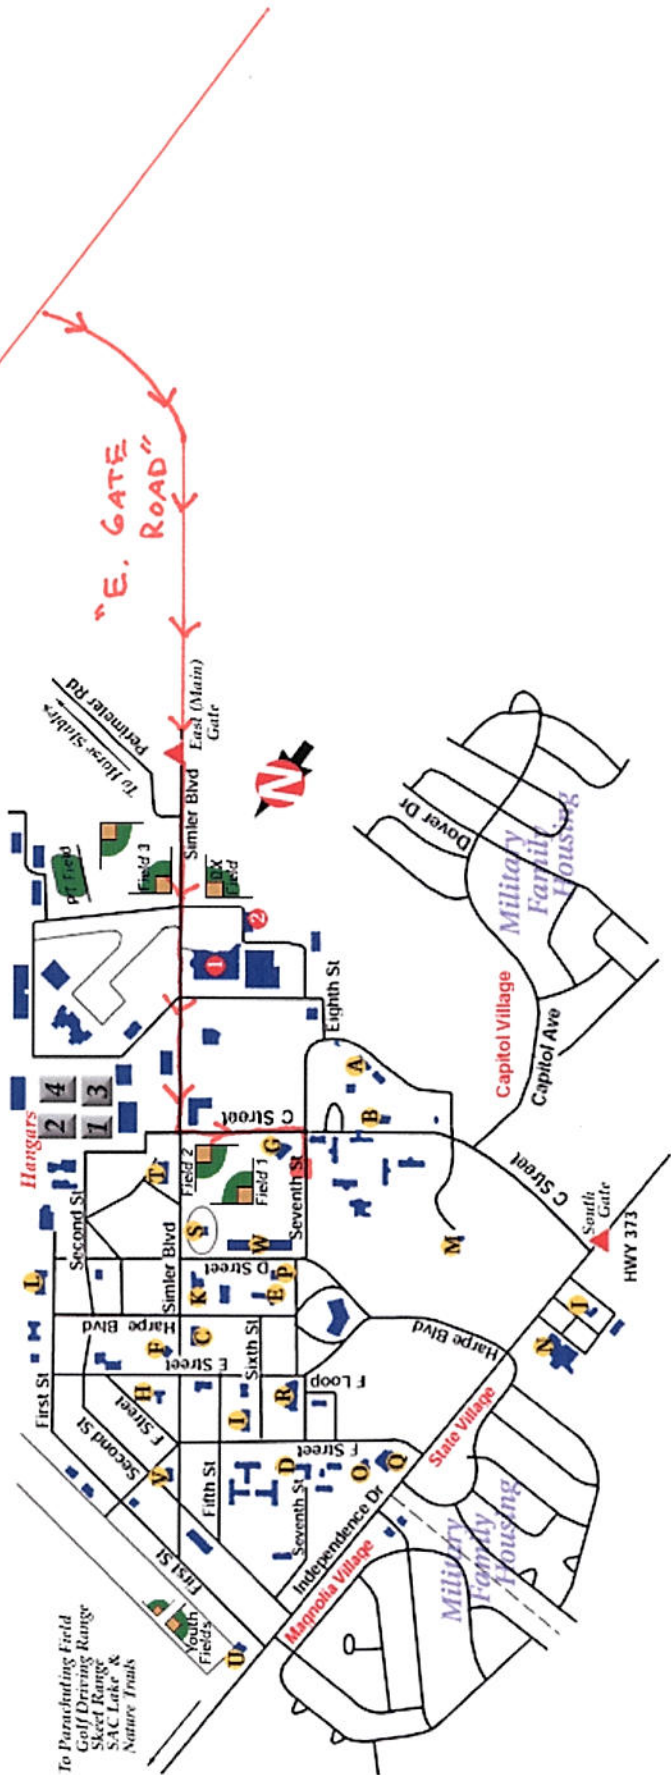 "E. GATE
ROAD"
To Horse Stables
Perimeter Rd
East (Main)
Gate
Simler Blvd
N
PT Field
Field 3
BX
Field
1
2
Hangars
2
4
1
3
Eighth St
C Street
A
B
G
Seventh St
Field 2
Field 1
T
S
W
Second St
Simler Blvd
D Street
K
E
P
L
Harpe Blvd
F
C
E Street
Sixth St
First St
H
F Street
I
R
F Loop
Second St
V
Fifth St
F Street
D
O
Q
Seventh St
First St
Independence Dr
Youth
Fields
U
To Parachuting Field
Golf Driving Range
Skeet Range
SAC Lake &
Nature Trails
Magnolia Village
State Village
Military
Family
Housing
Harpe Blvd
N
J
M
C Street
South
Gate
HWY 373
Capitol Village
Capitol Ave
Dover Dr
Military
Family
Housing